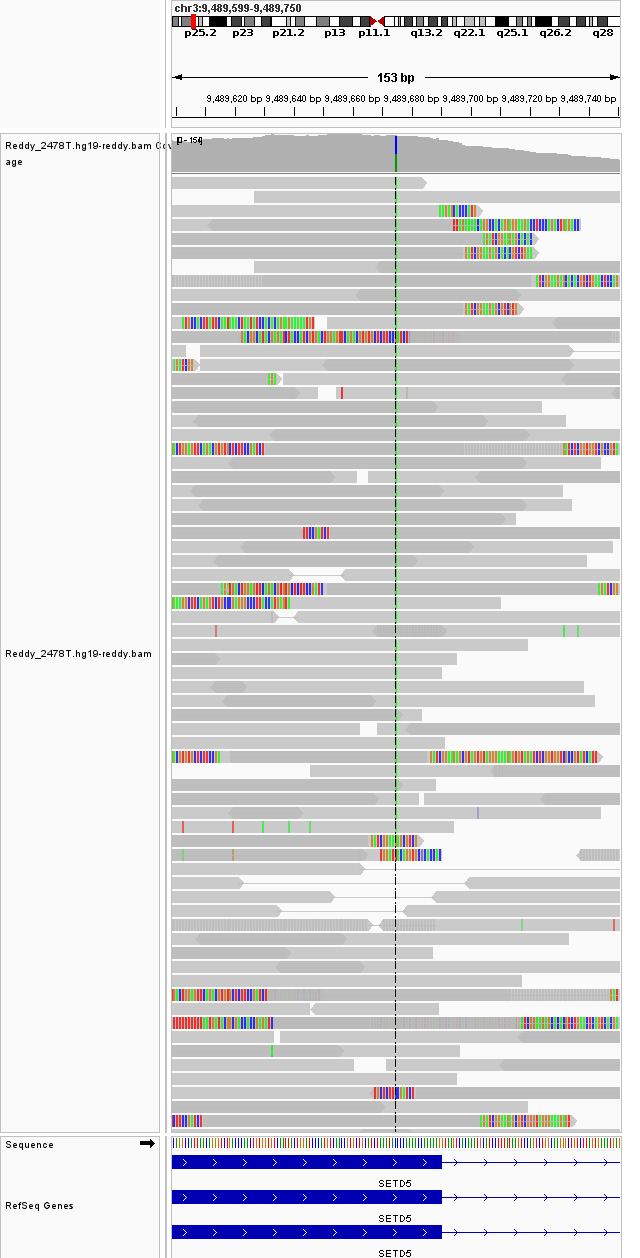 chr3:9,489,599-9,489,750
p25.2 p23 p21.2 p13 p11.1 q13.2 q22.1 q25.1 q26.2 q28
153 bp
9,489,620 bp 9,489,640 bp 9,489,660 bp 9,489,680 bp 9,489,700 bp 9,489,720 bp 9,489,740 bp
Reddy_2478T.hg19-reddy.bam Cov
age
Reddy_2478T.hg19-reddy.bam
Sequence
SETD5
RefSeq Genes
SETD5
SETD5